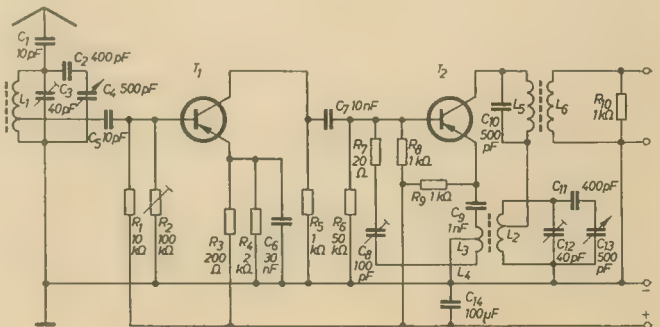 C1
10pF
C2 400pF
C3
40pF
L1
C4 500pF
C5 10pF
T1
R1
10
kΩ
R2
100
kΩ
R3
200
Ω
R4
2
kΩ
C6
30
nF
R5
1
kΩ
C7 10nF
R6
50
kΩ
R7
20
Ω
R8
1
kΩ
C8
100
pF
R9 1kΩ
T2
C9
1nF
L3
L4
C10
500
pF
L5
L6
R10
1kΩ
L2
C11 400pF
C12
40pF
C13
500
pF
C14
100µF
−
+